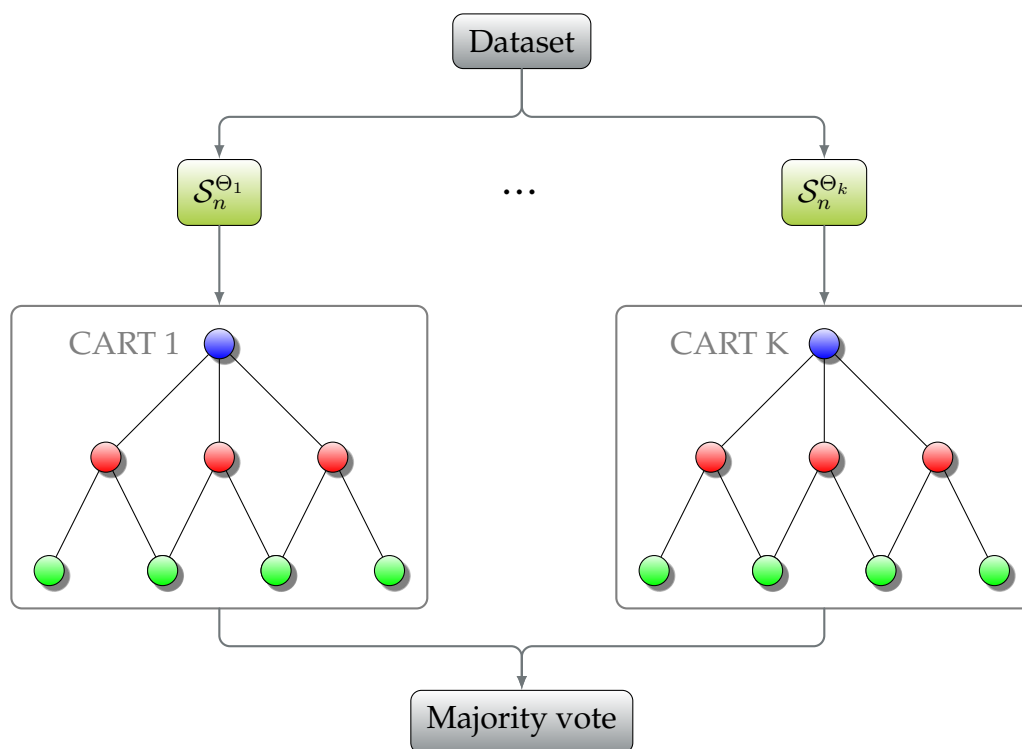 Dataset
$\mathcal{S}_n^{\Theta_1}$
...
$\mathcal{S}_n^{\Theta_k}$
CART 1
CART K
Majority vote